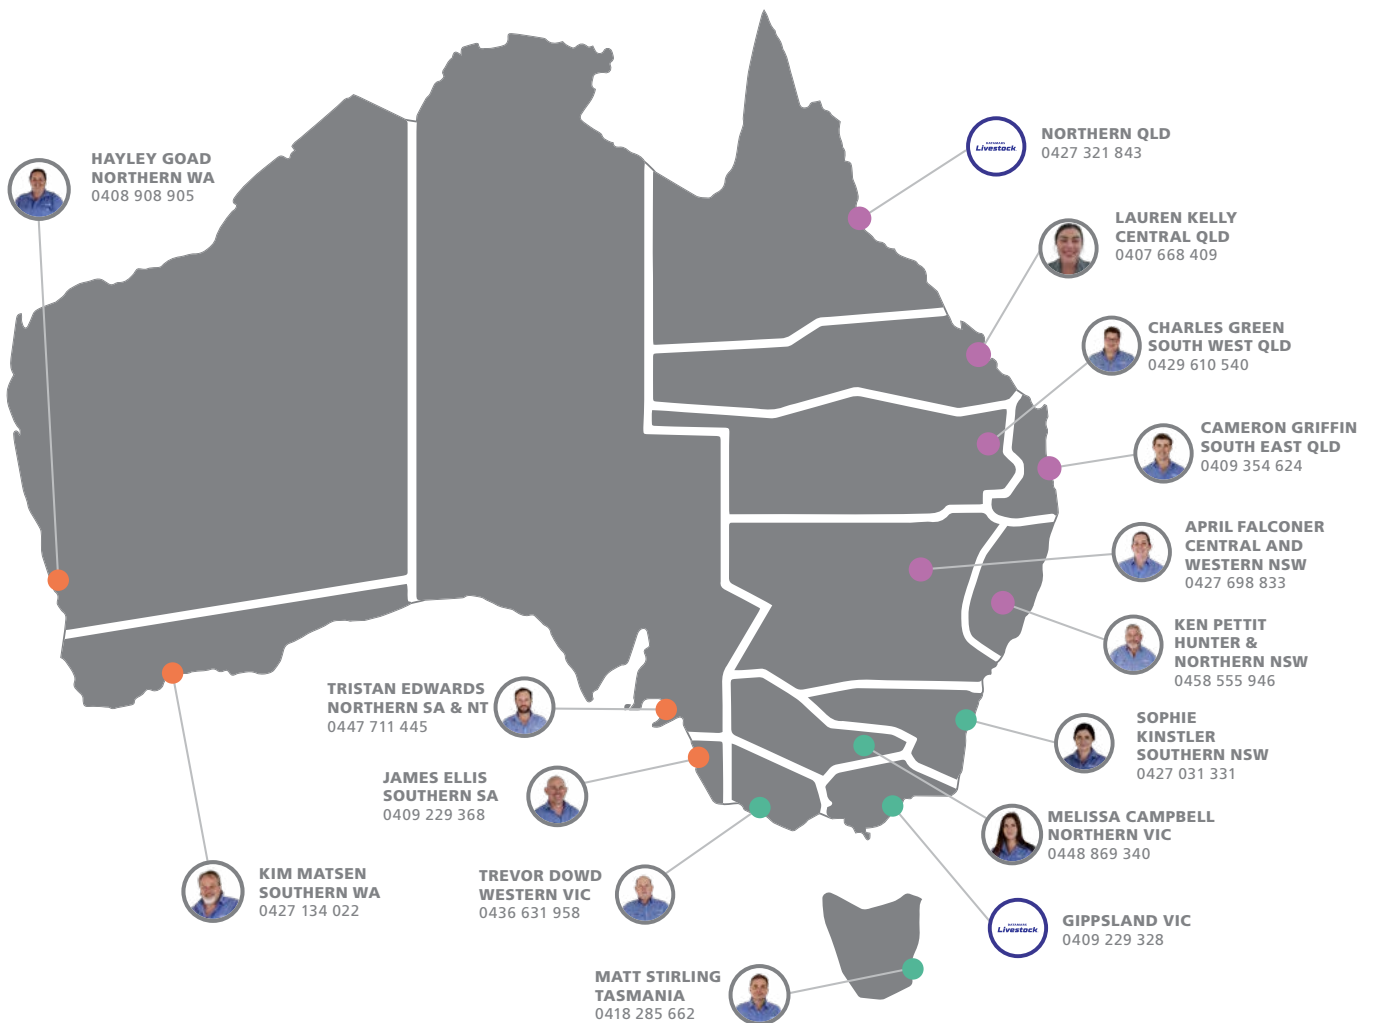 HAYLEY GOAD
NORTHERN WA
0408 908 905
DATAMARS
Livestock
NORTHERN QLD
0427 321 843
LAUREN KELLY
CENTRAL QLD
0407 668 409
CHARLES GREEN
SOUTH WEST QLD
0429 610 540
CAMERON GRIFFIN
SOUTH EAST QLD
0409 354 624
APRIL FALCONER
CENTRAL AND
WESTERN NSW
0427 698 833
KEN PETTIT
HUNTER &
NORTHERN NSW
0458 555 946
TRISTAN EDWARDS
NORTHERN SA & NT
0447 711 445
SOPHIE
KINSTLER
SOUTHERN NSW
0427 031 331
JAMES ELLIS
SOUTHERN SA
0409 229 368
MELISSA CAMPBELL
NORTHERN VIC
0448 869 340
KIM MATSEN
SOUTHERN WA
0427 134 022
TREVOR DOWD
WESTERN VIC
0436 631 958
DATAMARS
Livestock
GIPPSLAND VIC
0409 229 328
MATT STIRLING
TASMANIA
0418 285 662